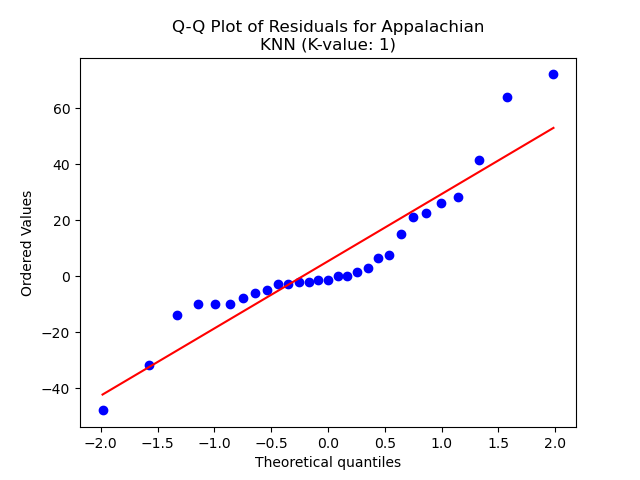 Q-Q Plot of Residuals for Appalachian
KNN (K-value: 1)
Ordered Values
60
40
20
0
−20
−40
−2.0 −1.5 −1.0 −0.5 0.0 0.5 1.0 1.5 2.0
Theoretical quantiles